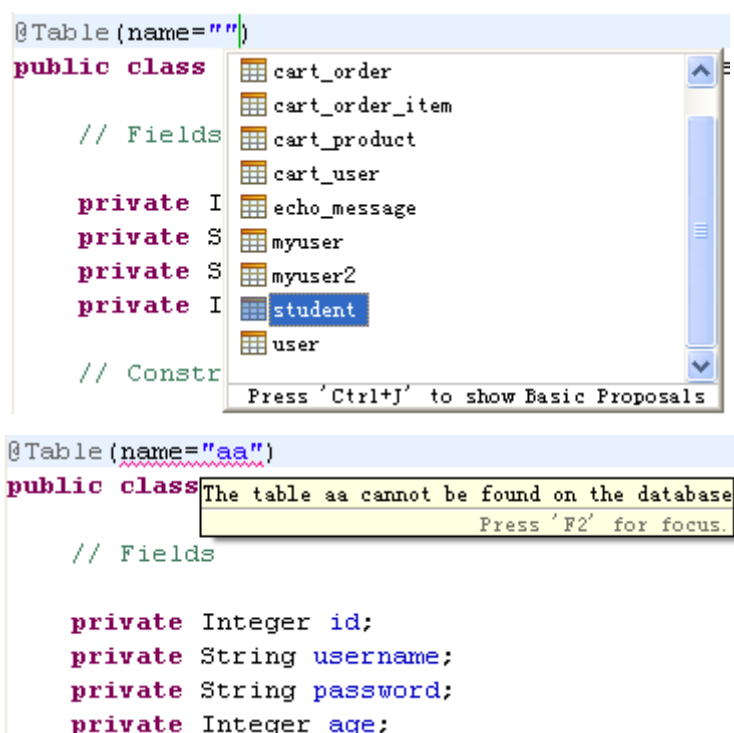 @Table(name="")
public class
cart_order
cart_order_item
// Fields
cart_product
cart_user
private I
echo_message
private S
myuser
private S
myuser2
private I
student
user
// Constr
Press 'Ctrl+J' to show Basic Proposals
@Table(name="aa")
public class
The table aa cannot be found on the database
Press 'F2' for focus.
// Fields
private Integer id;
private String username;
private String password;
private Integer age;